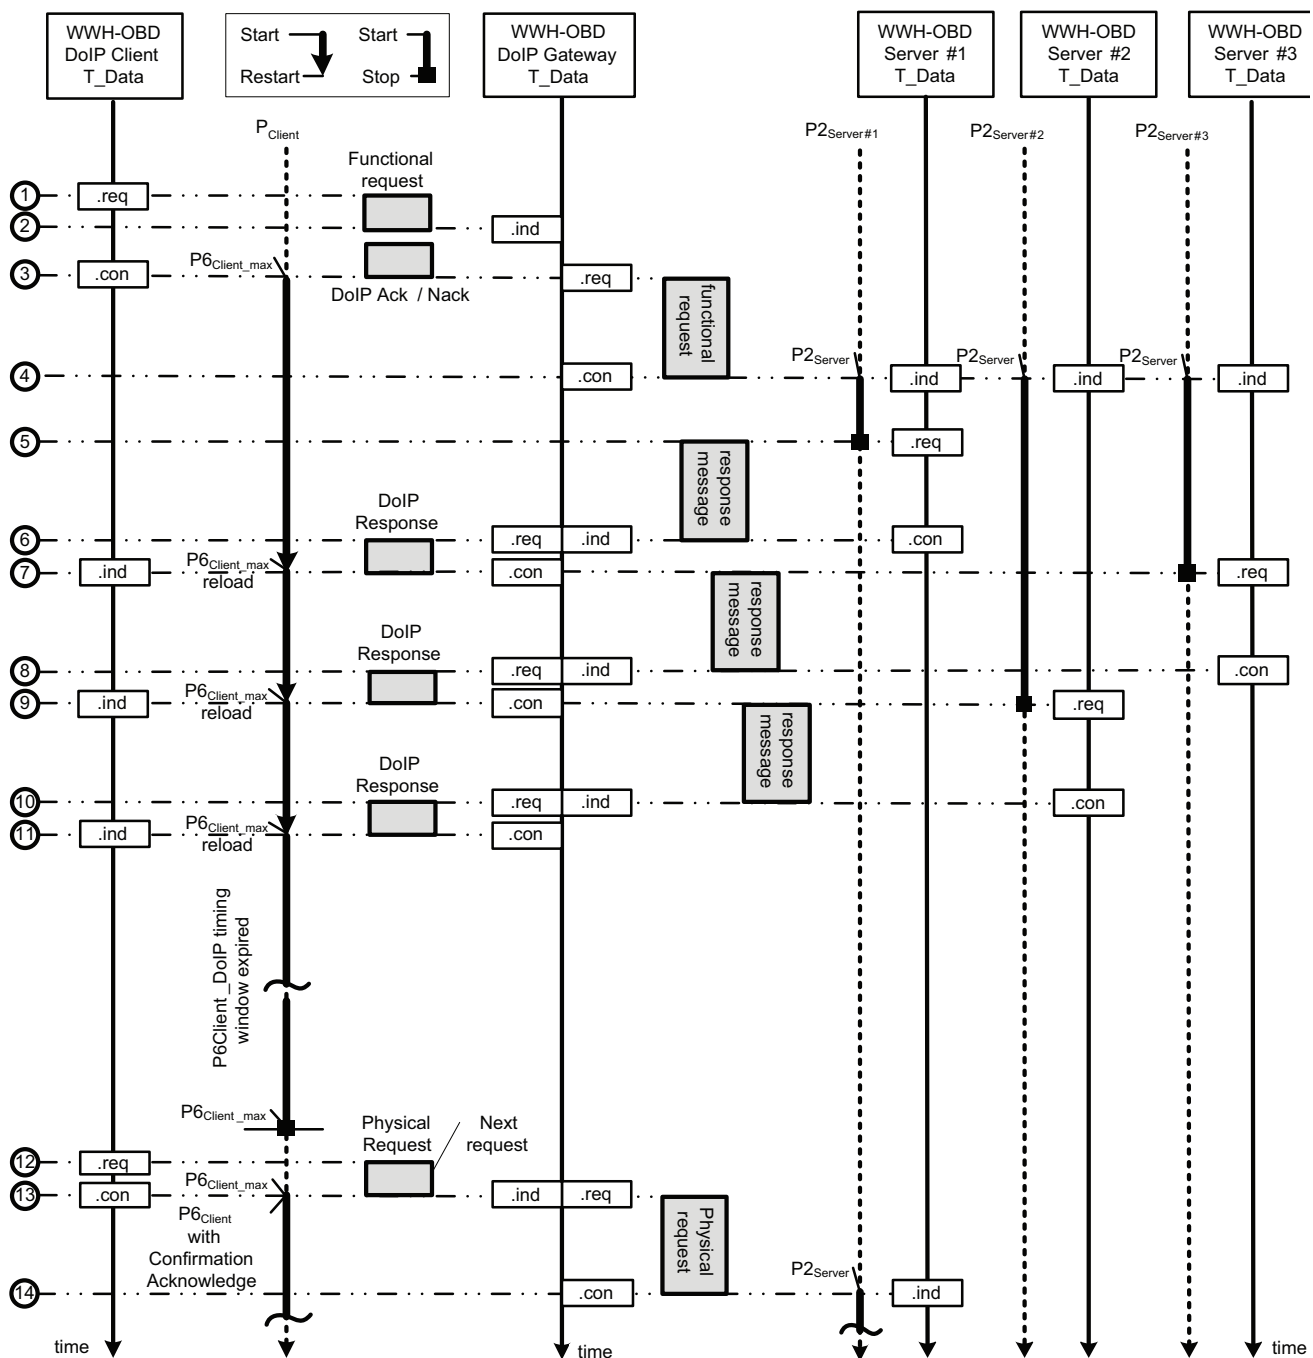 WWH-OBD
DoIP Client
T_Data
Start
Restart
Start
Stop
WWH-OBD
DoIP Gateway
T_Data
WWH-OBD
Server #1
T_Data
WWH-OBD
Server #2
T_Data
WWH-OBD
Server #3
T_Data
PClient
P2Server#1
P2Server#2
P2Server#3
Functional
request
1
.req
2
.ind
3
.con
P6Client_max
DoIP Ack / Nack
.req
functional
request
4
.con
P2Server
.ind
P2Server
.ind
P2Server
.ind
5
.req
response
message
DoIP
Response
6
.req
.ind
.con
7
.ind
P6Client_max
reload
.con
.req
response
message
DoIP
Response
8
.req
.ind
.con
9
.ind
P6Client_max
reload
.con
.req
response
message
DoIP
Response
10
.req
.ind
.con
11
.ind
P6Client_max
reload
.con
P6Client_DoIP timing
window expired
P6Client_max
Physical
Request
Next
request
12
.req
13
.con
P6Client_max
.ind
.req
P6Client
with
Confirmation
Acknowledge
Physical
request
P2Server
14
.con
.ind
time
time
time